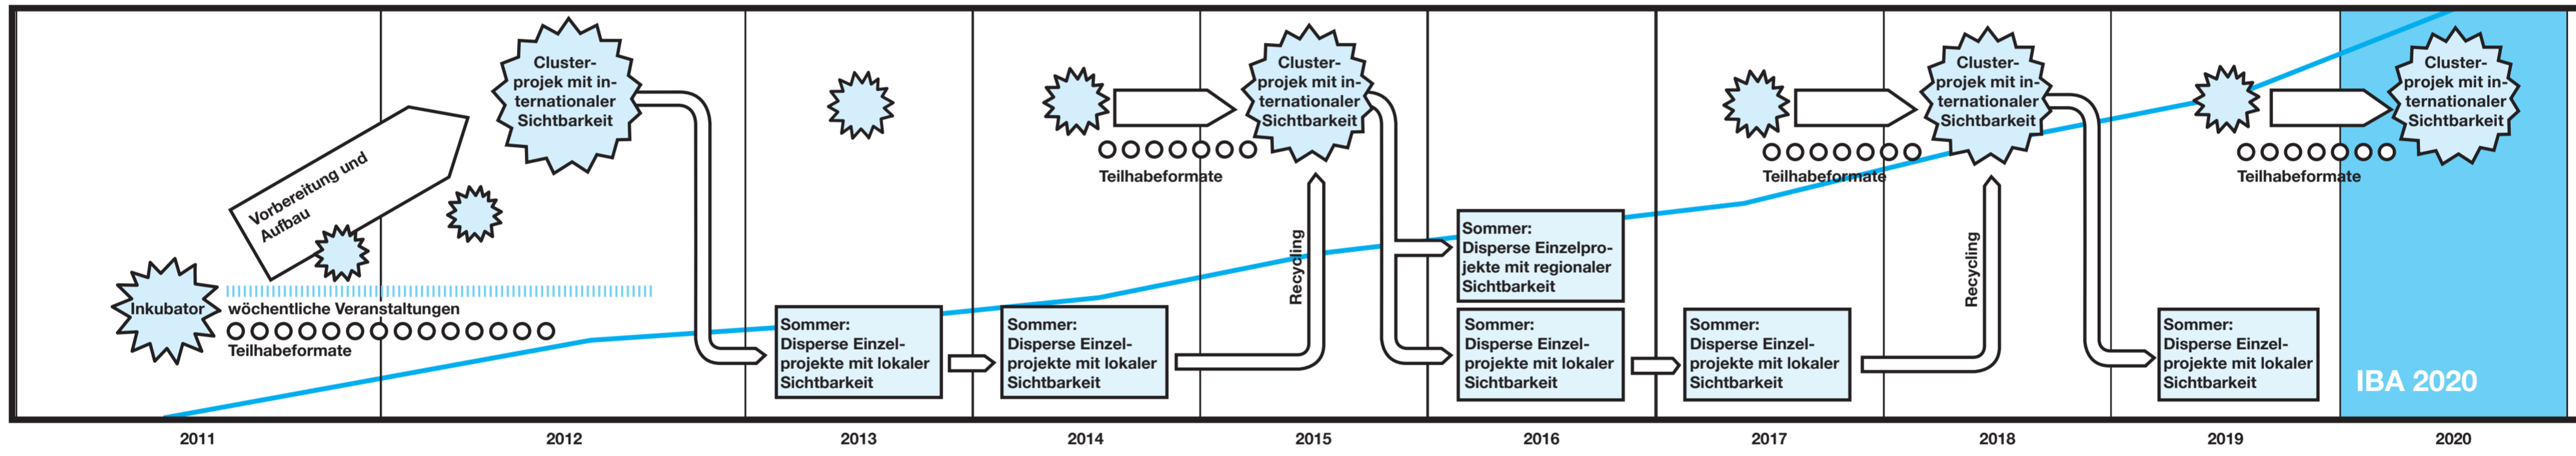 Cluster-
projek mit in-
ternationaler
Sichtbarkeit
Vorbereitung und
Aufbau
Inkubator
wöchentliche Veranstaltungen
Teilhabeformate
Sommer:
Disperse Einzel-
projekte mit lokaler
Sichtbarkeit
Sommer:
Disperse Einzel-
projekte mit lokaler
Sichtbarkeit
Teilhabeformate
Cluster-
projek mit in-
ternationaler
Sichtbarkeit
Recycling
Sommer:
Disperse Einzelpro-
jekte mit regionaler
Sichtbarkeit
Sommer:
Disperse Einzel-
projekte mit lokaler
Sichtbarkeit
Sommer:
Disperse Einzel-
projekte mit lokaler
Sichtbarkeit
Teilhabeformate
Cluster-
projek mit in-
ternationaler
Sichtbarkeit
Recycling
Sommer:
Disperse Einzel-
projekte mit lokaler
Sichtbarkeit
Teilhabeformate
Cluster-
projek mit in-
ternationaler
Sichtbarkeit
IBA 2020
2011
2012
2013
2014
2015
2016
2017
2018
2019
2020